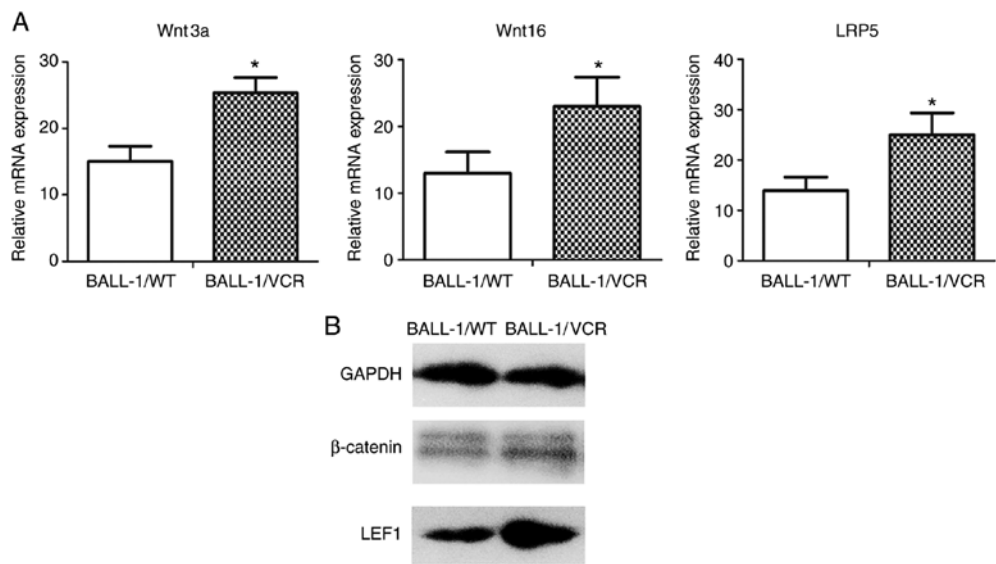 A
Wnt3a
Relative mRNA expression
30
20
10
0
*
BALL-1/WT BALL-1/VCR
Wnt16
Relative mRNA expression
30
20
10
0
*
BALL-1/WT BALL-1/VCR
LRP5
Relative mRNA expression
40
30
20
10
0
*
BALL-1/WT BALL-1/VCR
B
BALL-1/WT BALL-1/VCR
GAPDH
β-catenin
LEF1